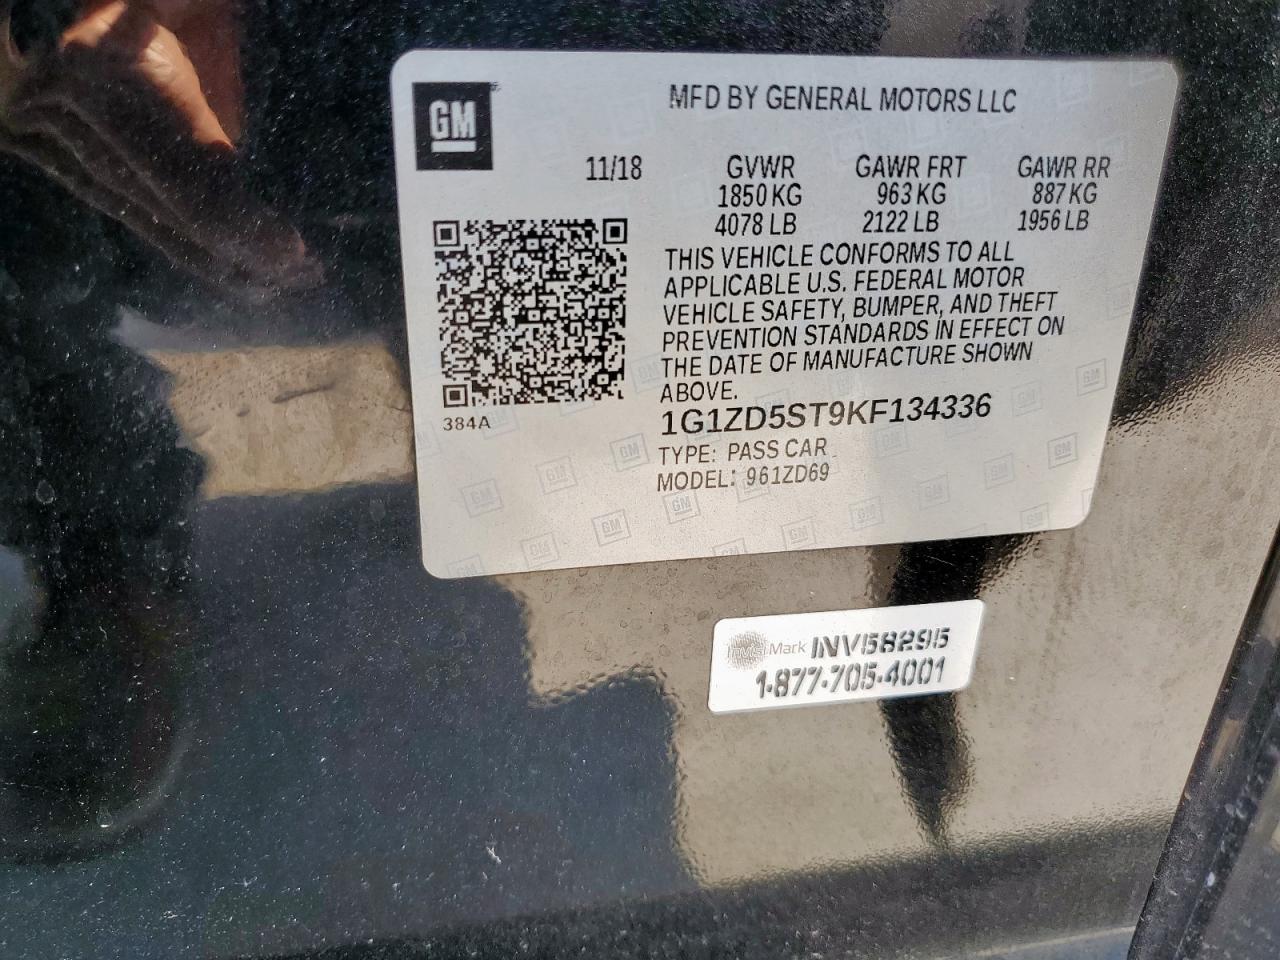 GM
MFD BY GENERAL MOTORS LLC
11/18 GVWR GAWR FRT GAWR RR
1850 KG 963 KG 887 KG
4078 LB 2122 LB 1956 LB
THIS VEHICLE CONFORMS TO ALL
APPLICABLE U.S. FEDERAL MOTOR
VEHICLE SAFETY, BUMPER, AND THEFT
PREVENTION STANDARDS IN EFFECT ON
THE DATE OF MANUFACTURE SHOWN
ABOVE.
384A
1G1ZD5ST9KF134336
TYPE: PASS CAR
MODEL: 961ZD69
InvisiMark INV58295
1-877-705-4001